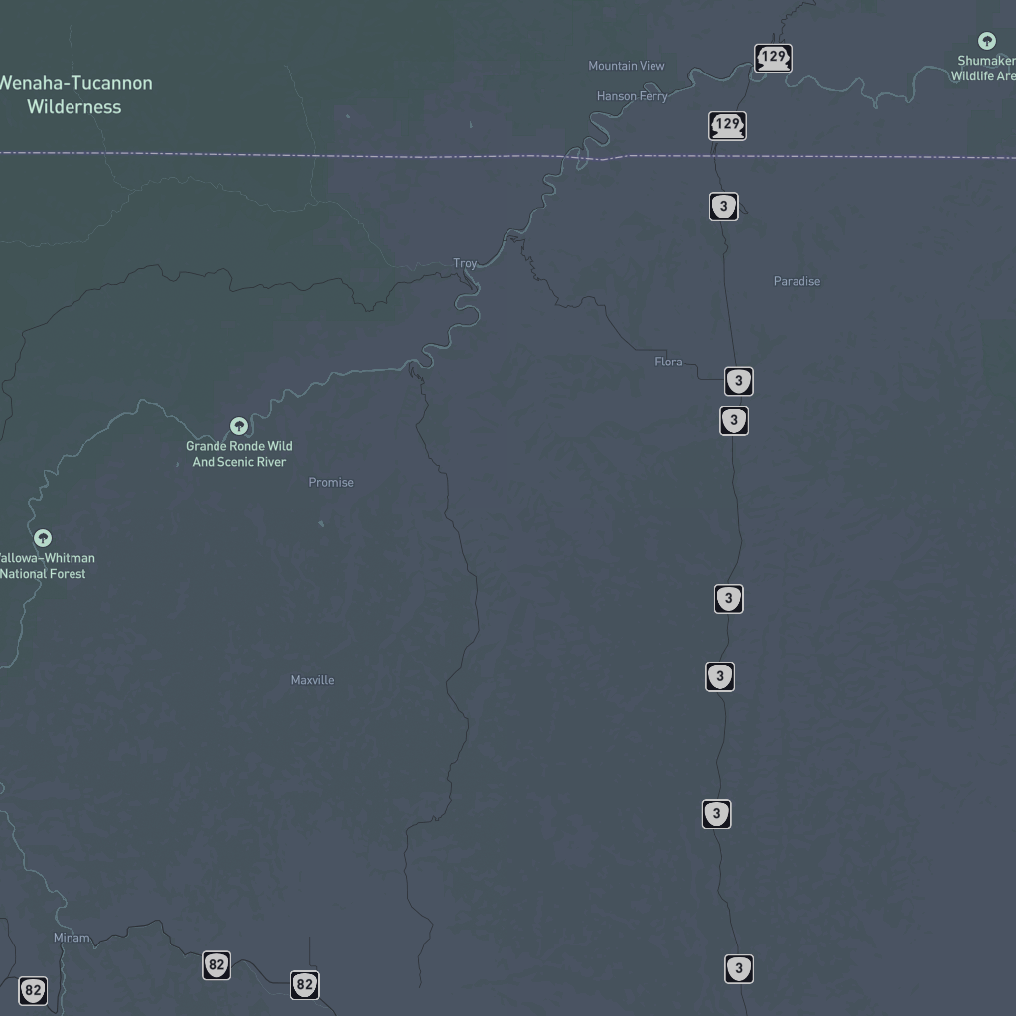 129
Mountain View
Shumaker
Wildlife Are
Wenaha-Tucannon
Wilderness
Hanson Ferry
129
3
Troy
Paradise
Flora
3
3
Grande Ronde Wild
And Scenic River
Promise
allowa-Whitman
National Forest
3
3
Maxville
3
Miram
82
3
82
82